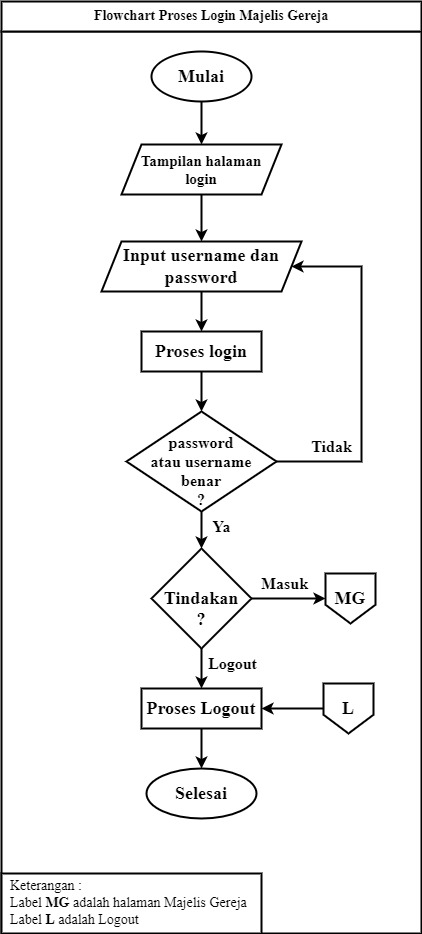 Flowchart Proses Login Majelis Gereja
Mulai
Tampilan halaman
login
Input username dan
password
Proses login
password
atau username
benar
?
Tidak
Ya
Tindakan
?
Masuk
MG
Logout
Proses Logout
L
Selesai
Keterangan :
Label MG adalah halaman Majelis Gereja
Label L adalah Logout